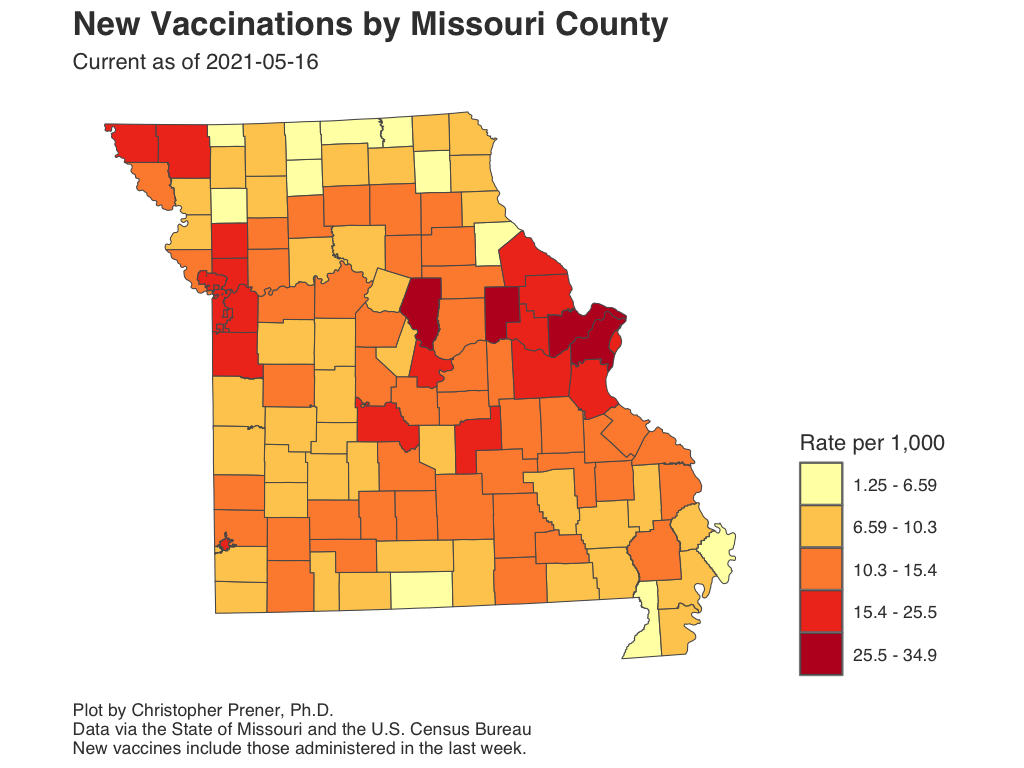 New Vaccinations by Missouri County
Current as of 2021-05-16
Rate per 1,000
1.25 - 6.59
6.59 - 10.3
10.3 - 15.4
15.4 - 25.5
25.5 - 34.9
Plot by Christopher Prener, Ph.D.
Data via the State of Missouri and the U.S. Census Bureau
New vaccines include those administered in the last week.